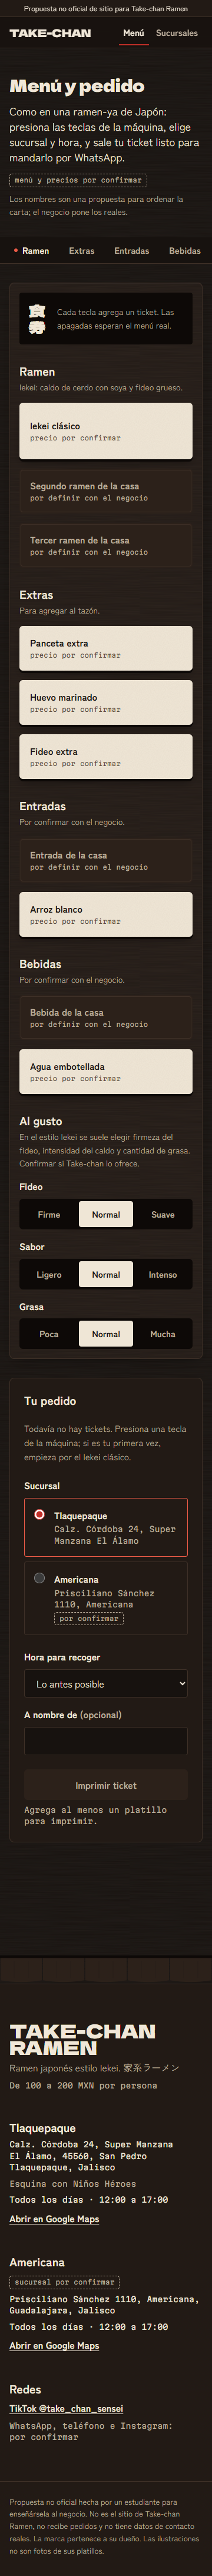 Propuesta no oficial de sitio para Take-chan Ramen
TAKE-CHAN
Menú
Sucursales
Menú y pedido
Como en una ramen-ya de Japón:
presiona las teclas de la máquina, elige
sucursal y hora, y sale tu ticket listo para
mandarlo por WhatsApp.
menú y precios por confirmar
Los nombres son una propuesta para ordenar la
carta; el negocio pone los reales.
Ramen
Extras
Entradas
Bebidas
食券
Cada tecla agrega un ticket. Las
apagadas esperan el menú real.
Ramen
Iekei: caldo de cerdo con soya y fideo grueso.
Iekei clásico
precio por confirmar
Segundo ramen de la casa
por definir con el negocio
Tercer ramen de la casa
por definir con el negocio
Extras
Para agregar al tazón.
Panceta extra
precio por confirmar
Huevo marinado
precio por confirmar
Fideo extra
precio por confirmar
Entradas
Por confirmar con el negocio.
Entrada de la casa
por definir con el negocio
Arroz blanco
precio por confirmar
Bebidas
Por confirmar con el negocio.
Bebida de la casa
por definir con el negocio
Agua embotellada
precio por confirmar
Al gusto
En el estilo Iekei se suele elegir firmeza del
fideo, intensidad del caldo y cantidad de grasa.
Confirmar si Take-chan lo ofrece.
Fideo
Firme
Normal
Suave
Sabor
Ligero
Normal
Intenso
Grasa
Poca
Normal
Mucha
Tu pedido
Todavía no hay tickets. Presiona una tecla
de la máquina; si es tu primera vez,
empieza por el Iekei clásico.
Sucursal
Tlaquepaque
Calz. Córdoba 24, Super
Manzana El Álamo
Americana
Prisciliano Sánchez
1110, Americana
por confirmar
Hora para recoger
Lo antes posible
A nombre de (opcional)
Imprimir ticket
Agrega al menos un platillo
para imprimir.
TAKE-CHAN
RAMEN
Ramen japonés estilo Iekei. 家系ラーメン
De 100 a 200 MXN por persona
Tlaquepaque
Calz. Córdoba 24, Super Manzana
El Álamo, 45560, San Pedro
Tlaquepaque, Jalisco
Esquina con Niños Héroes
Todos los días · 12:00 a 17:00
Abrir en Google Maps
Americana
sucursal por confirmar
Prisciliano Sánchez 1110, Americana,
Guadalajara, Jalisco
Todos los días · 12:00 a 17:00
Abrir en Google Maps
Redes
TikTok @take_chan_sensei
WhatsApp, teléfono e Instagram:
por confirmar
Propuesta no oficial hecha por un estudiante para
enseñársela al negocio. No es el sitio de Take-chan
Ramen, no recibe pedidos y no tiene datos de contacto
reales. La marca pertenece a su dueño. Las ilustraciones
no son fotos de sus platillos.